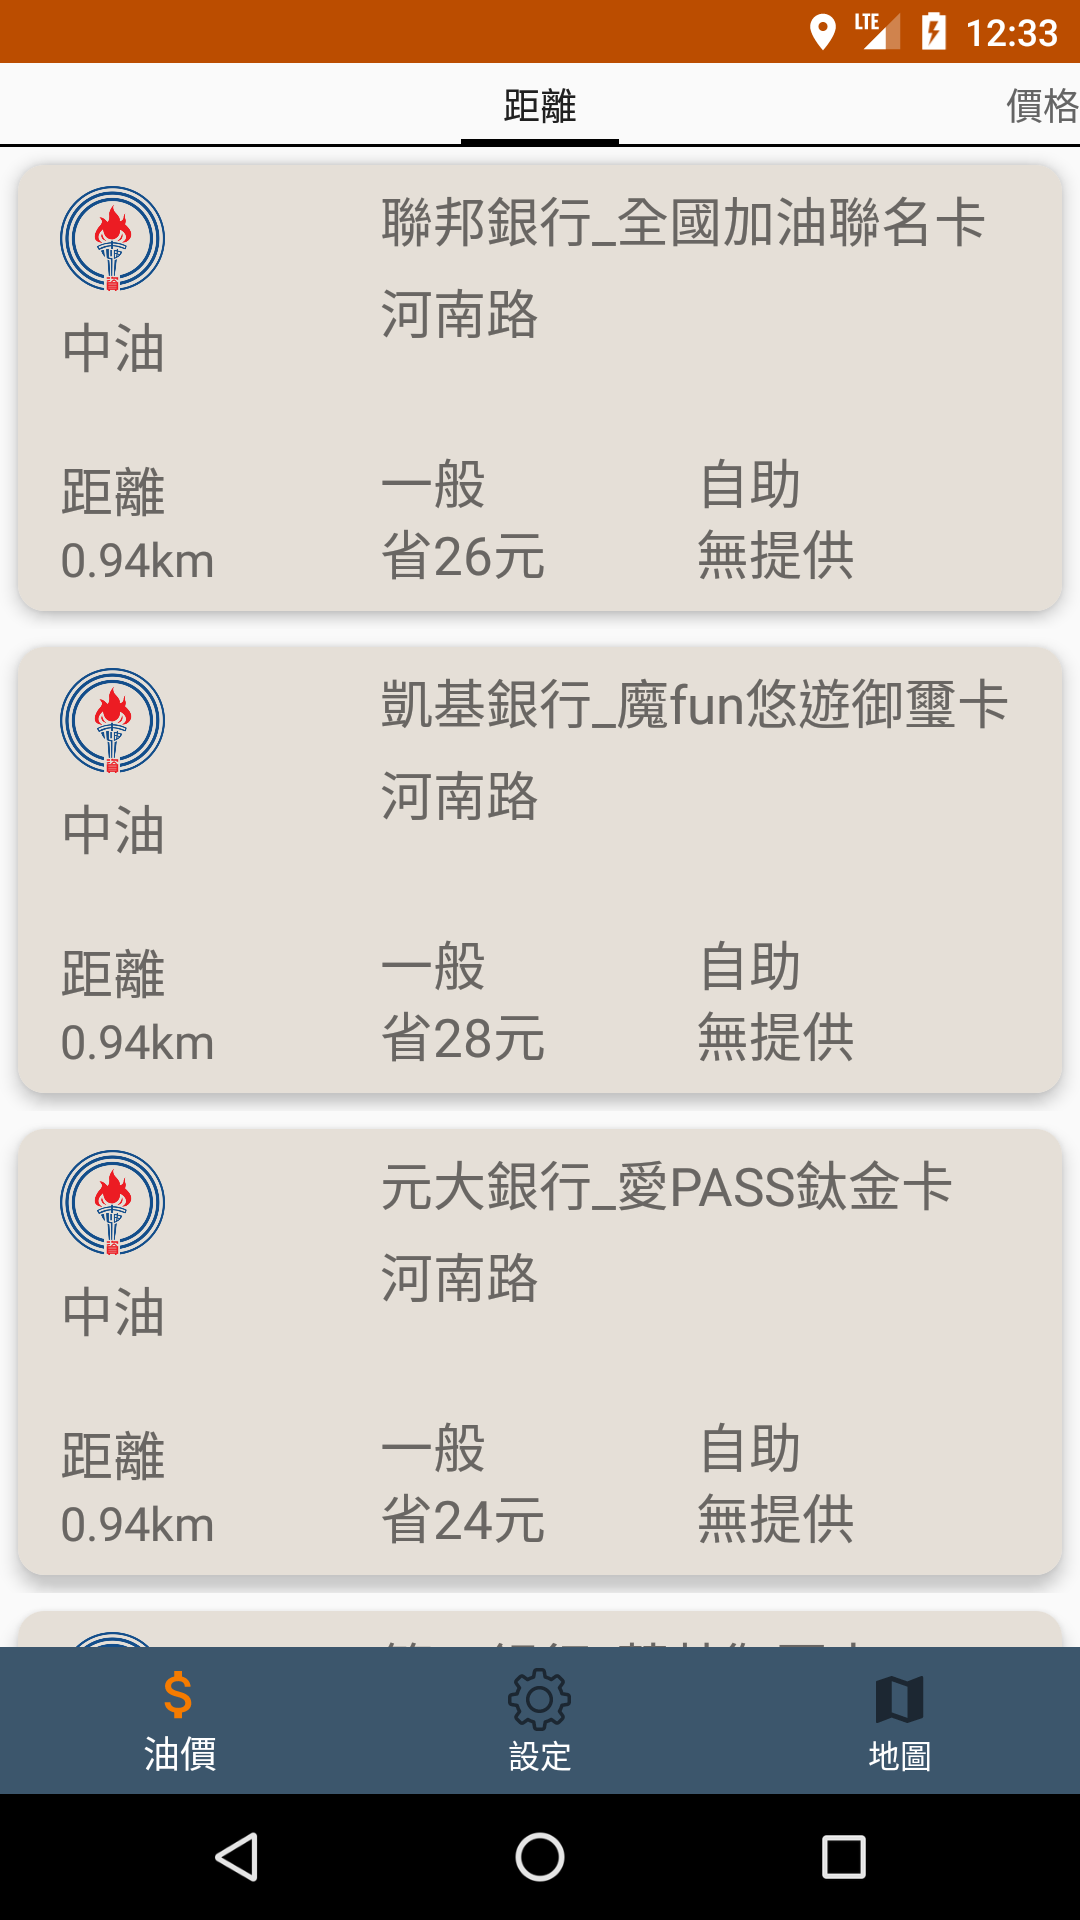 LTE 12:33
距離 價格
聯邦銀行_全國加油聯名卡
河南路
中油
距離 一般 自助
0.94km 省26元 無提供
凱基銀行_魔fun悠遊御璽卡
河南路
中油
距離 一般 自助
0.94km 省28元 無提供
元大銀行_愛PASS鈦金卡
河南路
中油
距離 一般 自助
0.94km 省24元 無提供
油價 設定 地圖